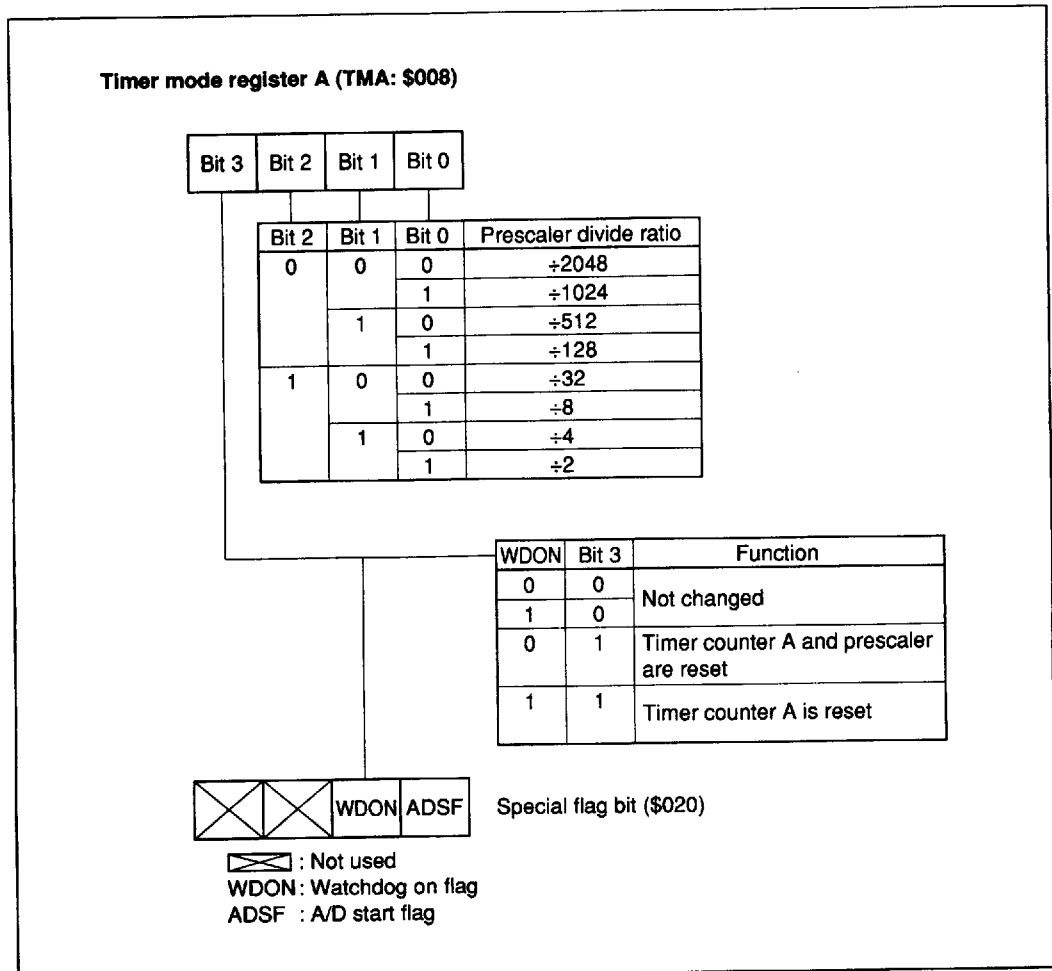 Timer mode register A (TMA: $008)
Bit 3 Bit 2 Bit 1 Bit 0
Bit 2 Bit 1 Bit 0 Prescaler divide ratio
0 0 0 ÷2048
1 ÷1024
1 0 ÷512
1 ÷128
1 0 0 ÷32
1 ÷8
1 0 ÷4
1 ÷2
WDON Bit 3 Function
0 0 Not changed
1 0
0 1 Timer counter A and prescaler
are reset
1 1 Timer counter A is reset
WDON ADSF Special flag bit ($020)
: Not used
WDON : Watchdog on flag
ADSF : A/D start flag